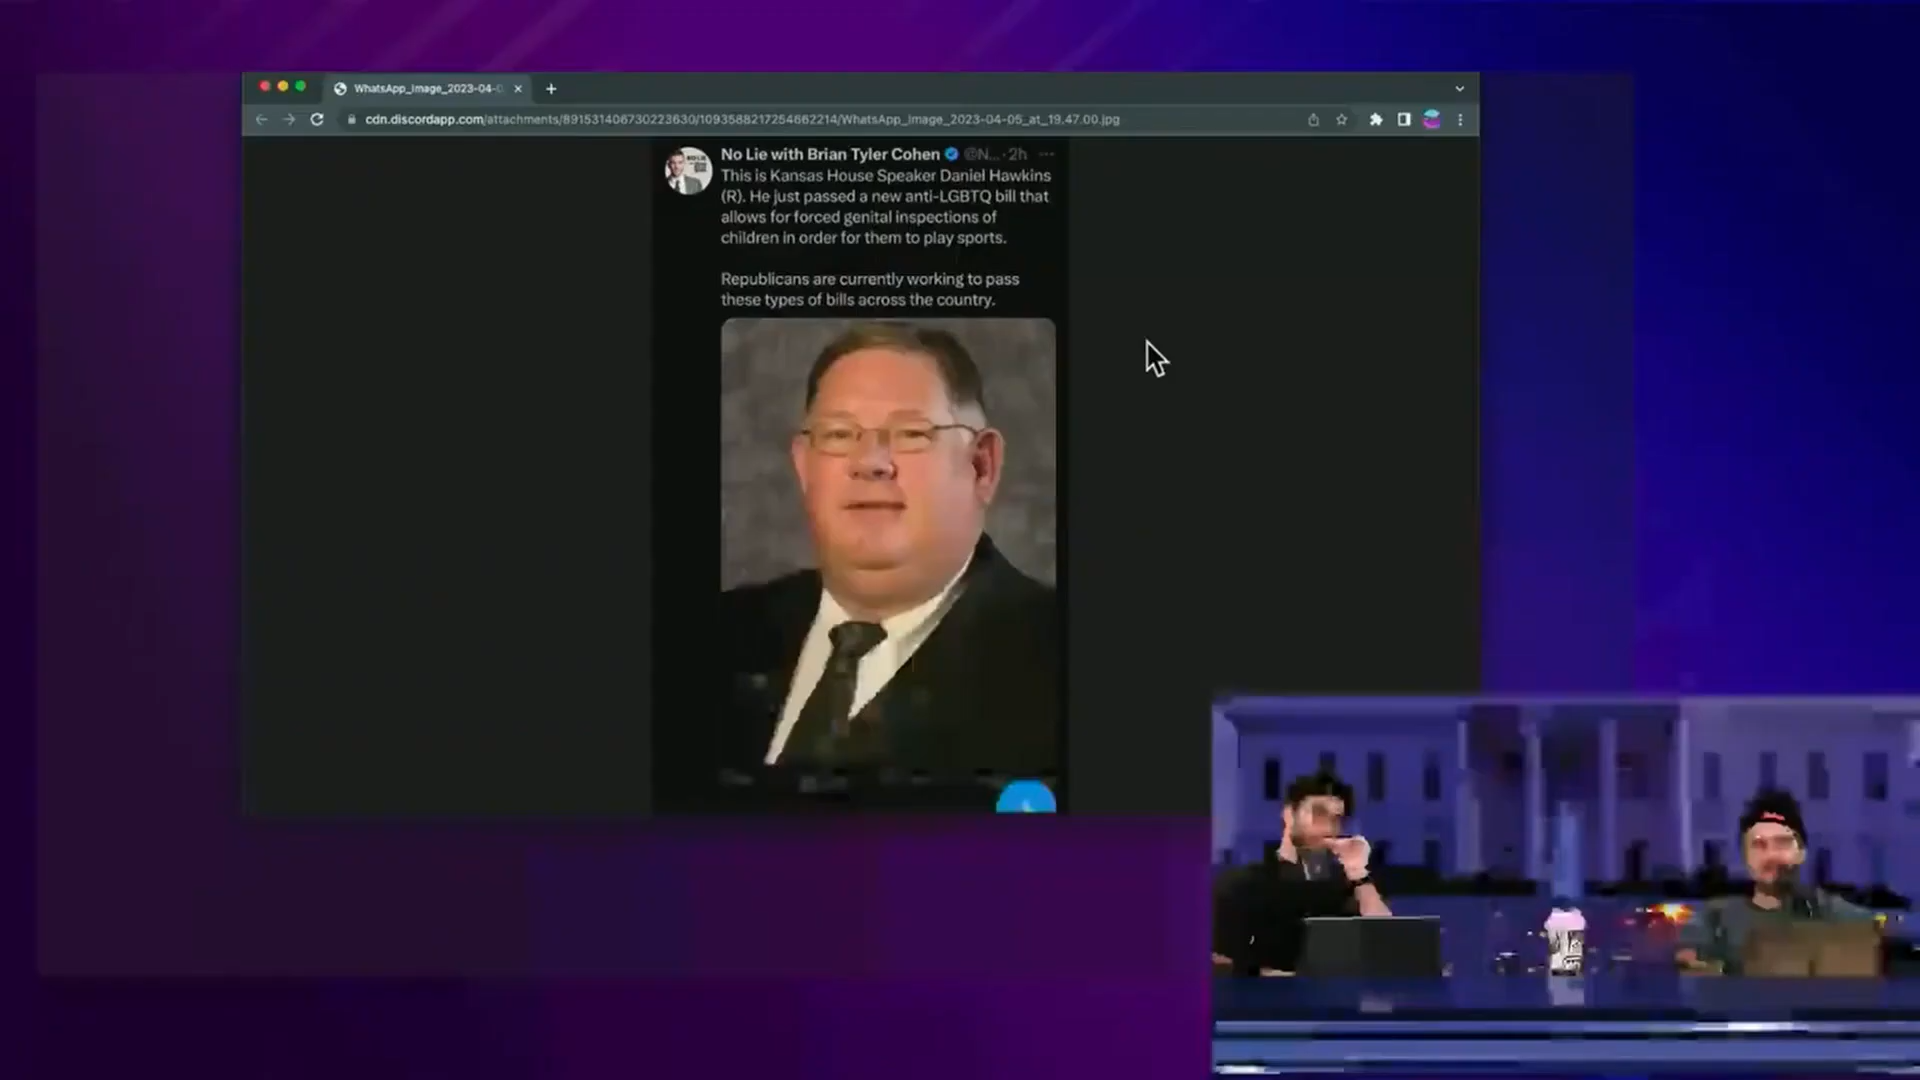 WhatsApp_Image_2023-04-0
cdn.discordapp.com/attachments/891531406730223630/1093588217254662214/WhatsApp_Image_2023-04-05_at_19.47.00.jpg
No Lie with Brian Tyler Cohen @N... · 2h ···
This is Kansas House Speaker Daniel Hawkins
(R). He just passed a new anti-LGBTQ bill that
allows for forced genital inspections of
children in order for them to play sports.
Republicans are currently working to pass
these types of bills across the country.